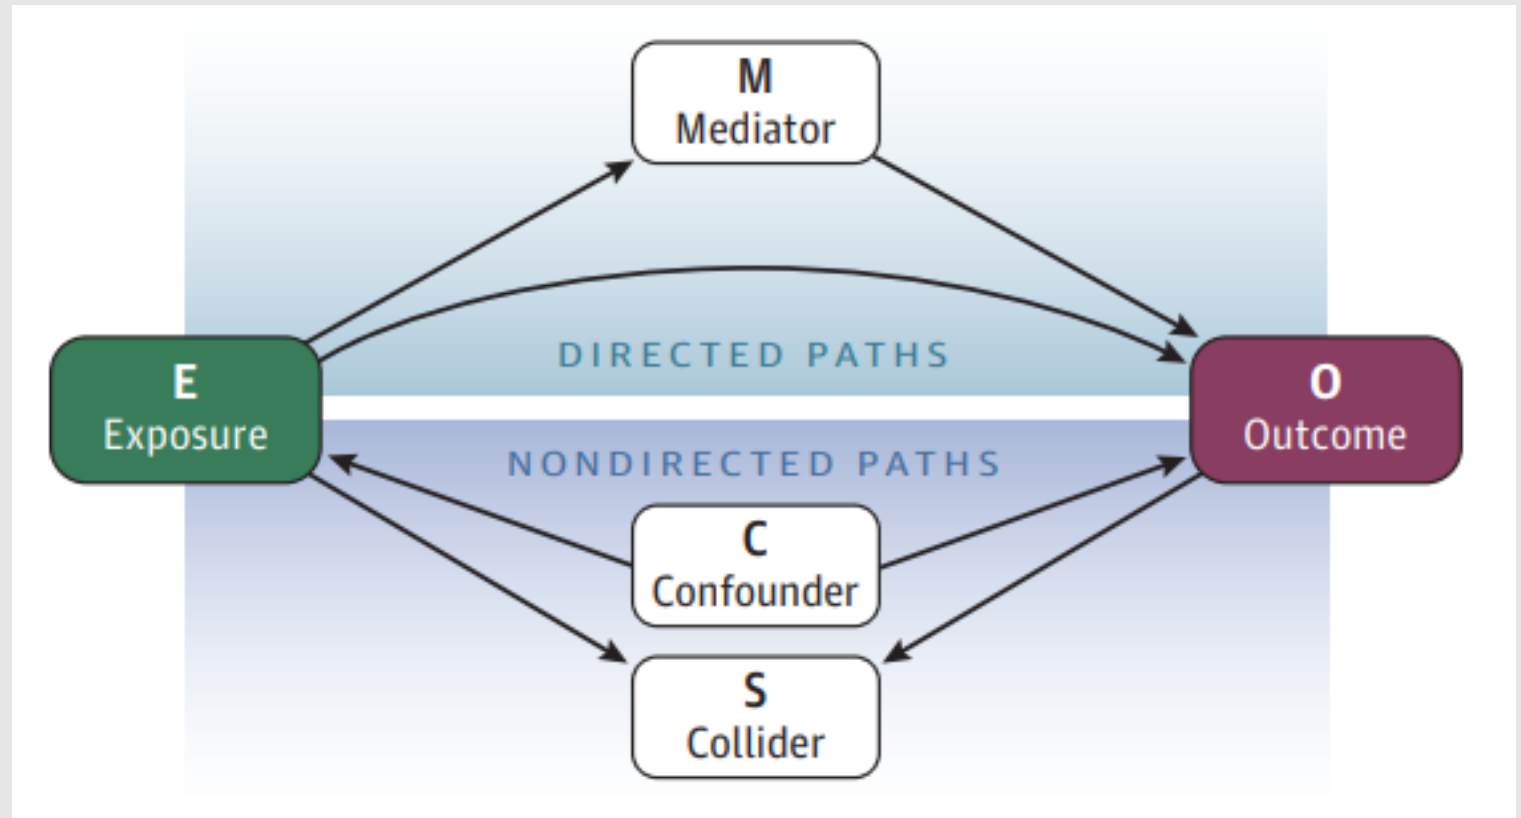 M
Mediator
DIRECTED PATHS
E
Exposure
O
Outcome
NONDIRECTED PATHS
C
Confounder
S
Collider